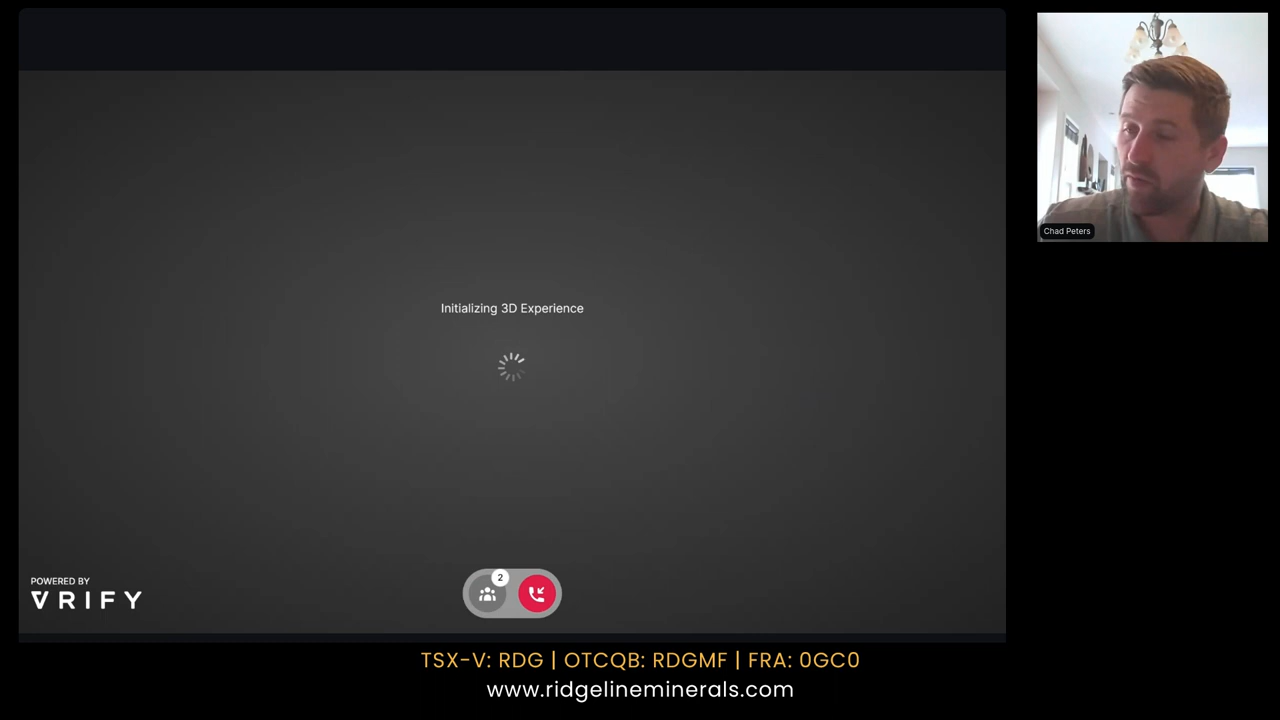 Initializing 3D Experience
Chad Peters
2
POWERED BY
VRIFY
TSX-V: RDG | OTCQB: RDGMF | FRA: 0GC0
www.ridgelineminerals.com